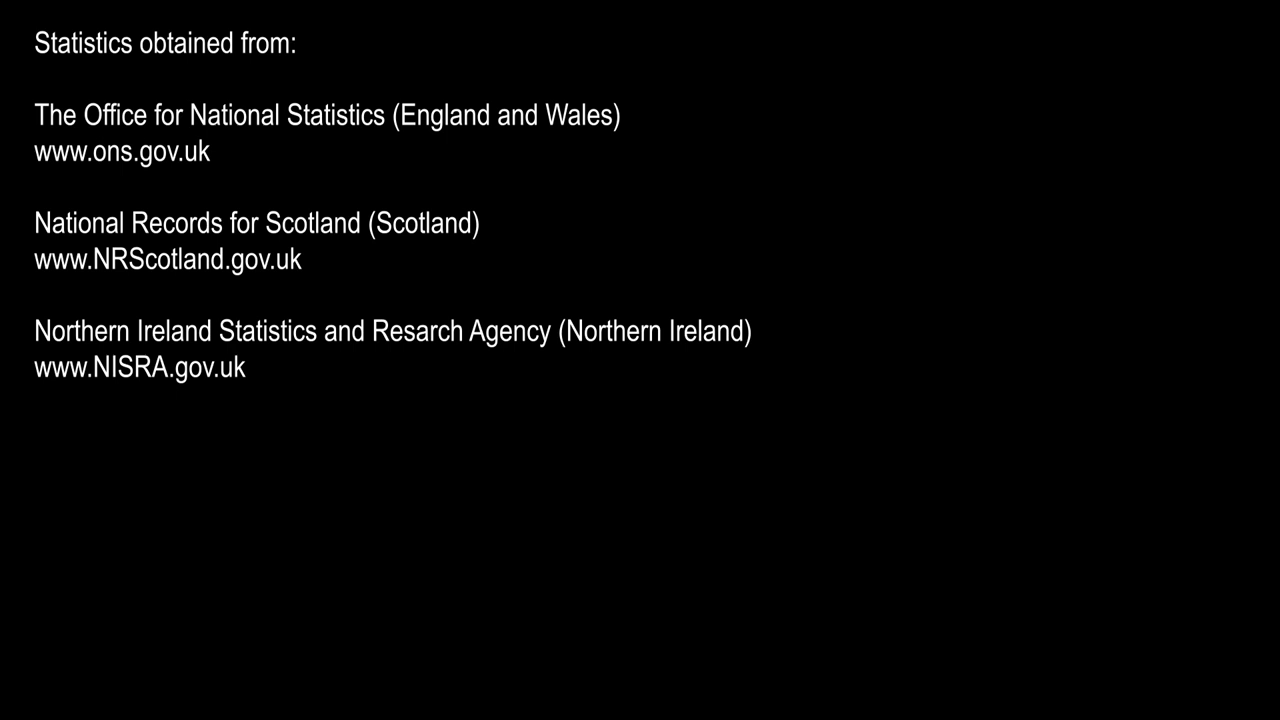 Statistics obtained from:
The Office for National Statistics (England and Wales)
www.ons.gov.uk
National Records for Scotland (Scotland)
www.NRScotland.gov.uk
Northern Ireland Statistics and Resarch Agency (Northern Ireland)
www.NISRA.gov.uk